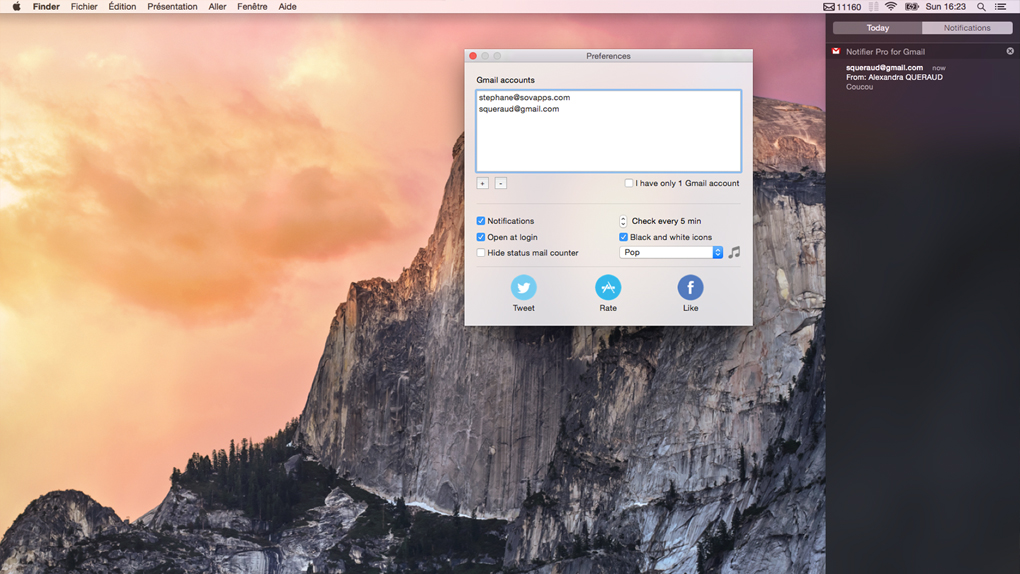 Finder Fichier Édition Présentation Aller Fenêtre Aide 11160 Sun 16:23
Today Notifications
Notifier Pro for Gmail
squeraud@gmail.com now
From: Alexandra QUERAUD
Coucou
Preferences
Gmail accounts
stephane@sovapps.com
squeraud@gmail.com
+ - I have only 1 Gmail account
Notifications Check every 5 min
Open at login Black and white icons
Hide status mail counter Pop
Tweet Rate Like